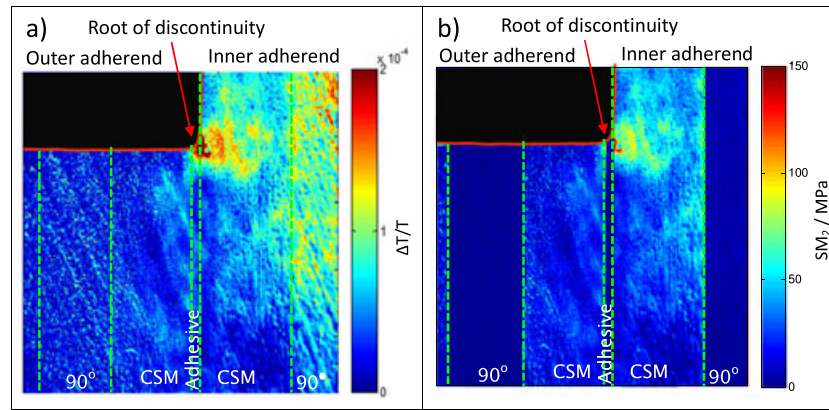 a)
Root of discontinuity
Outer adherend
Inner adherend
× 10⁻⁴
2
1
0
ΔT/T
90°
CSM
Adhesive
CSM
90°
b)
Root of discontinuity
Outer adherend
Inner adherend
150
100
50
0
SM₂ / MPa
90°
CSM
Adhesive
CSM
90°